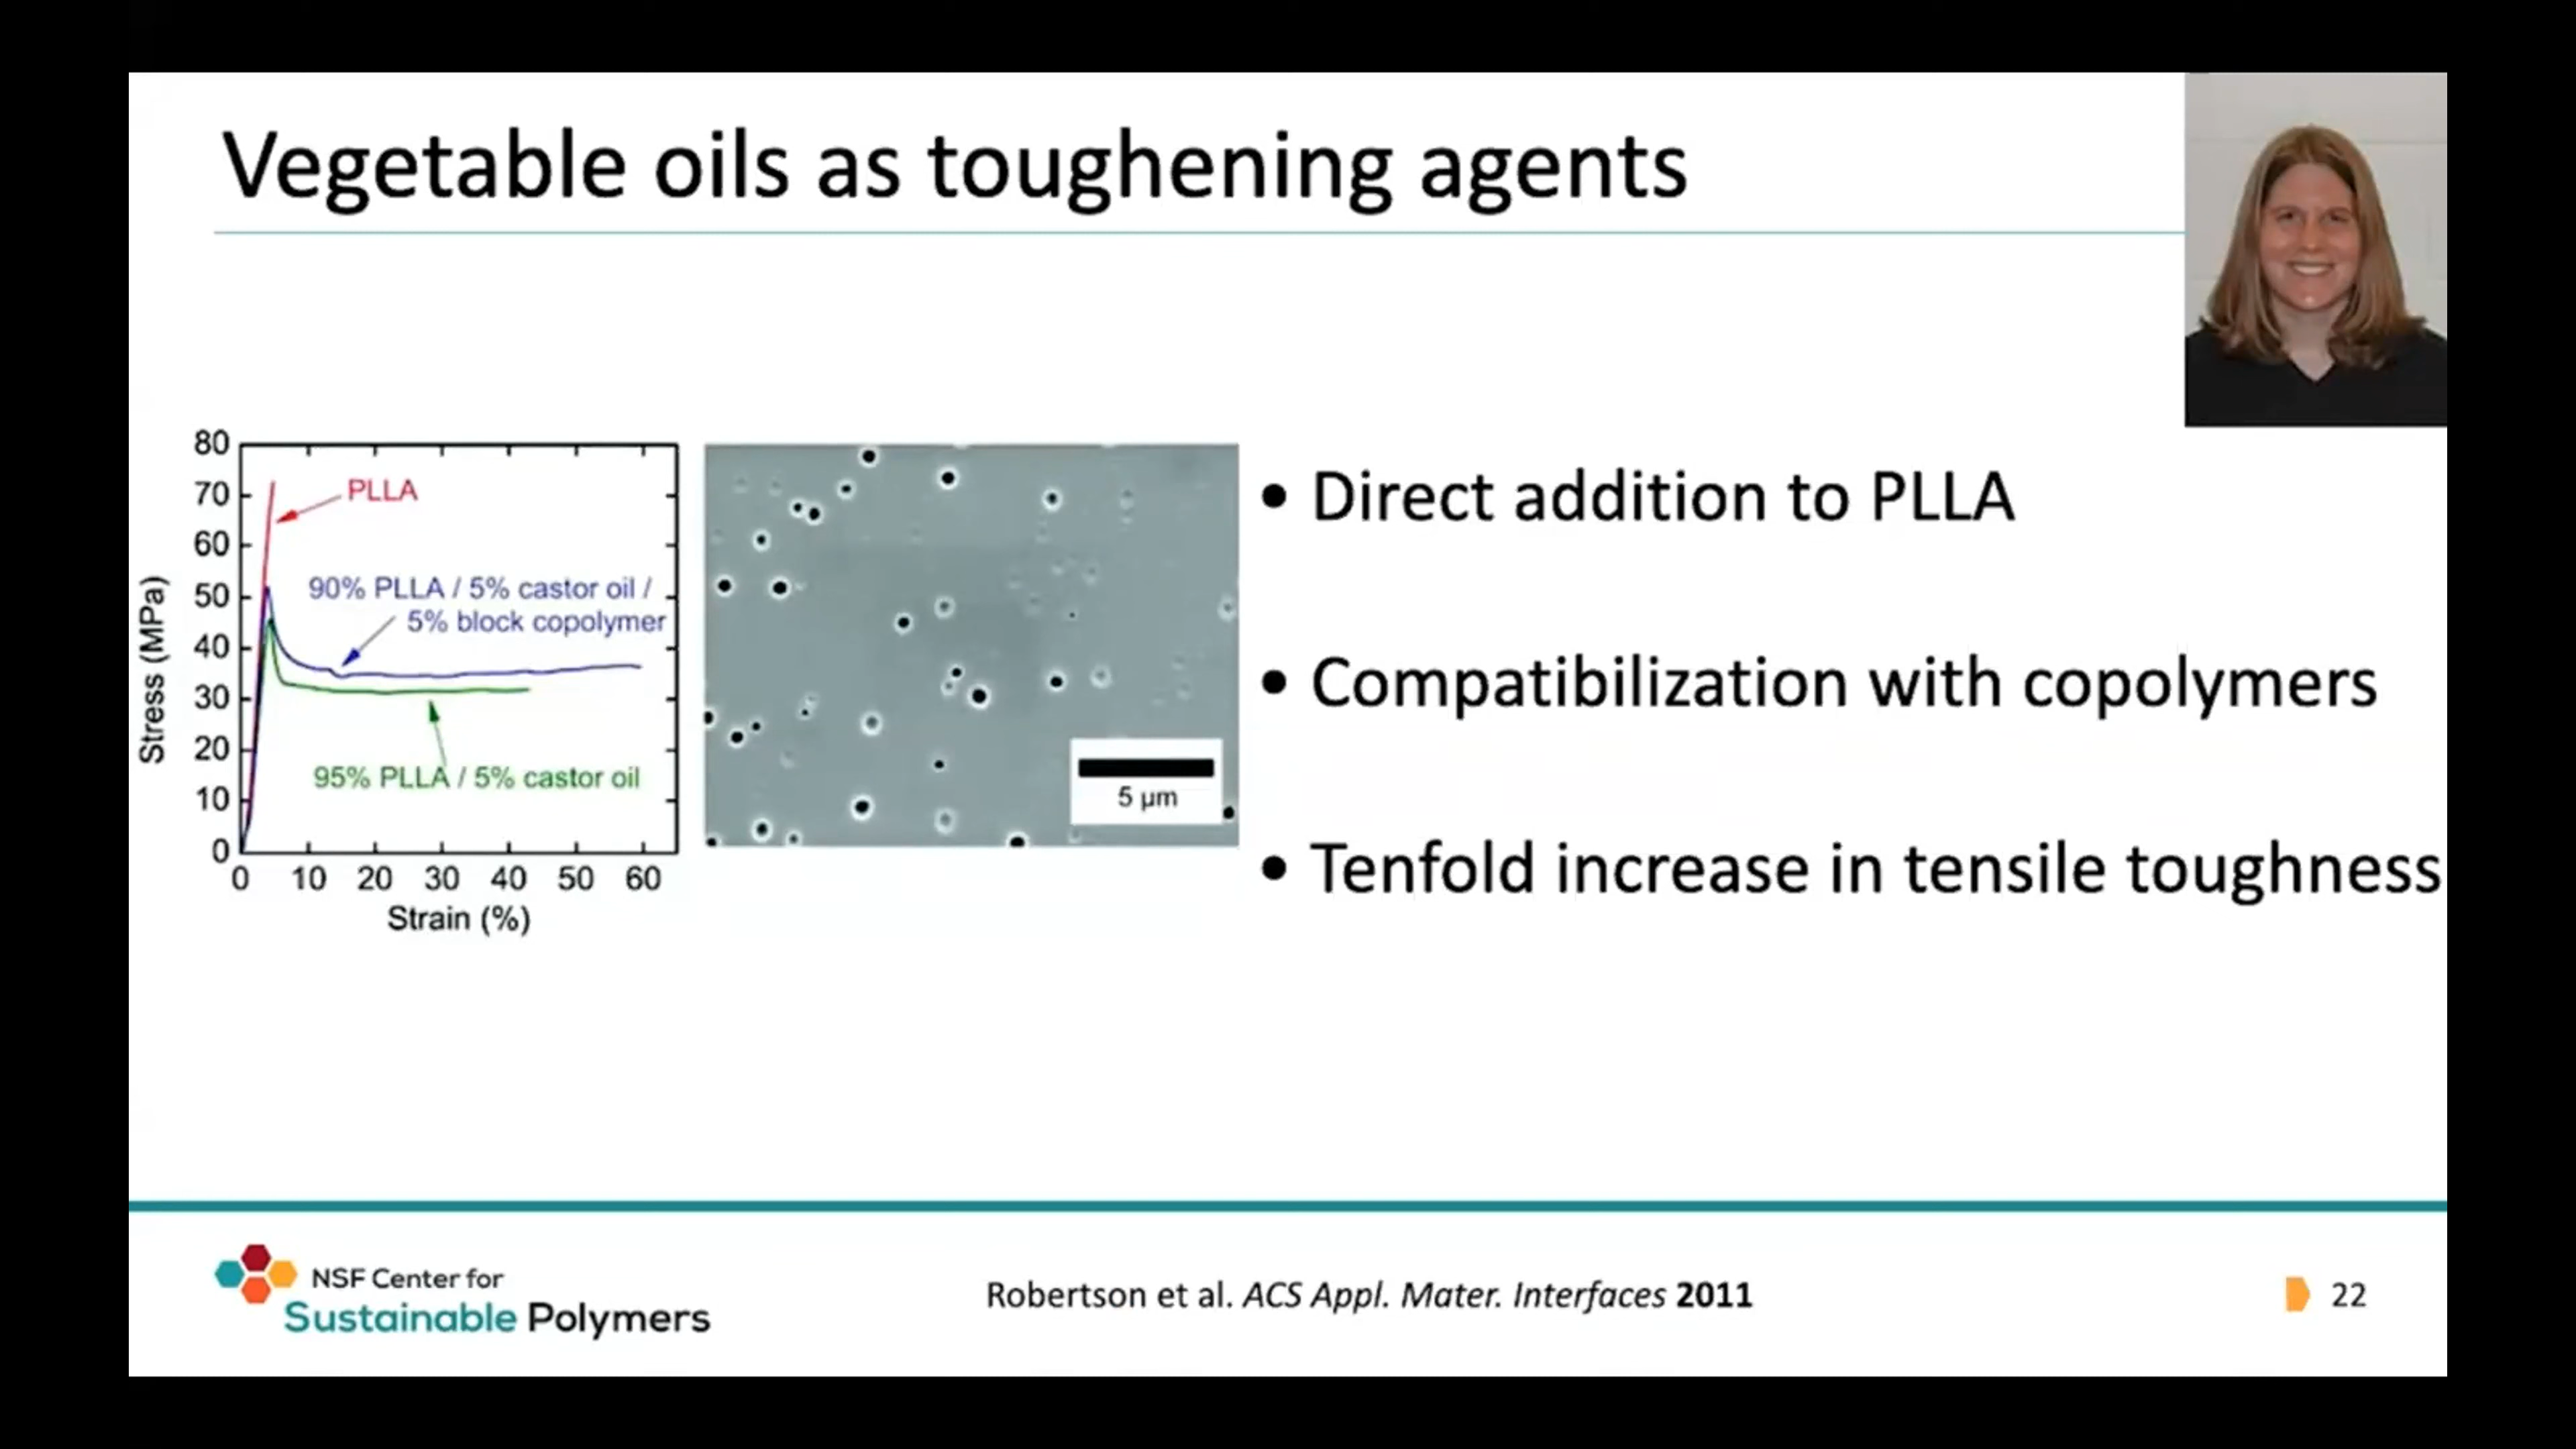 Vegetable oils as toughening agents
80
70
60
50
40
30
20
10
0
Stress (MPa)
PLLA
90% PLLA / 5% castor oil /
5% block copolymer
95% PLLA / 5% castor oil
0 10 20 30 40 50 60
Strain (%)
5 µm
• Direct addition to PLLA
• Compatibilization with copolymers
• Tenfold increase in tensile toughness
NSF Center for
Sustainable Polymers
Robertson et al. ACS Appl. Mater. Interfaces 2011
22